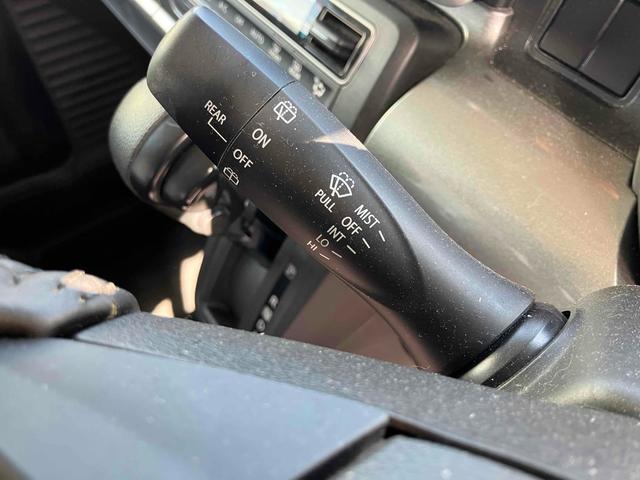 REAR
ON
OFF
PULL
MIST
OFF
INT
LO
HI